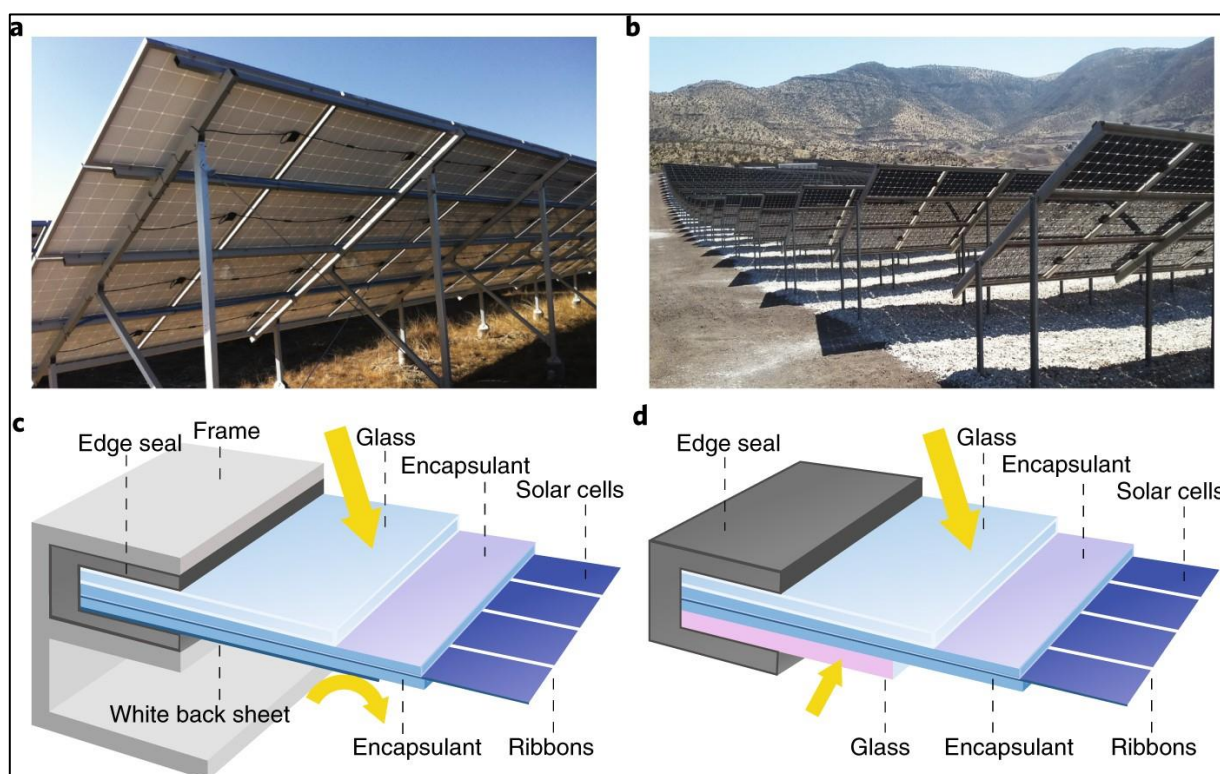 a
b
c
Edge seal
Frame
Glass
Encapsulant
Solar cells
White back sheet
Encapsulant
Ribbons
d
Edge seal
Glass
Encapsulant
Solar cells
Glass
Encapsulant
Ribbons